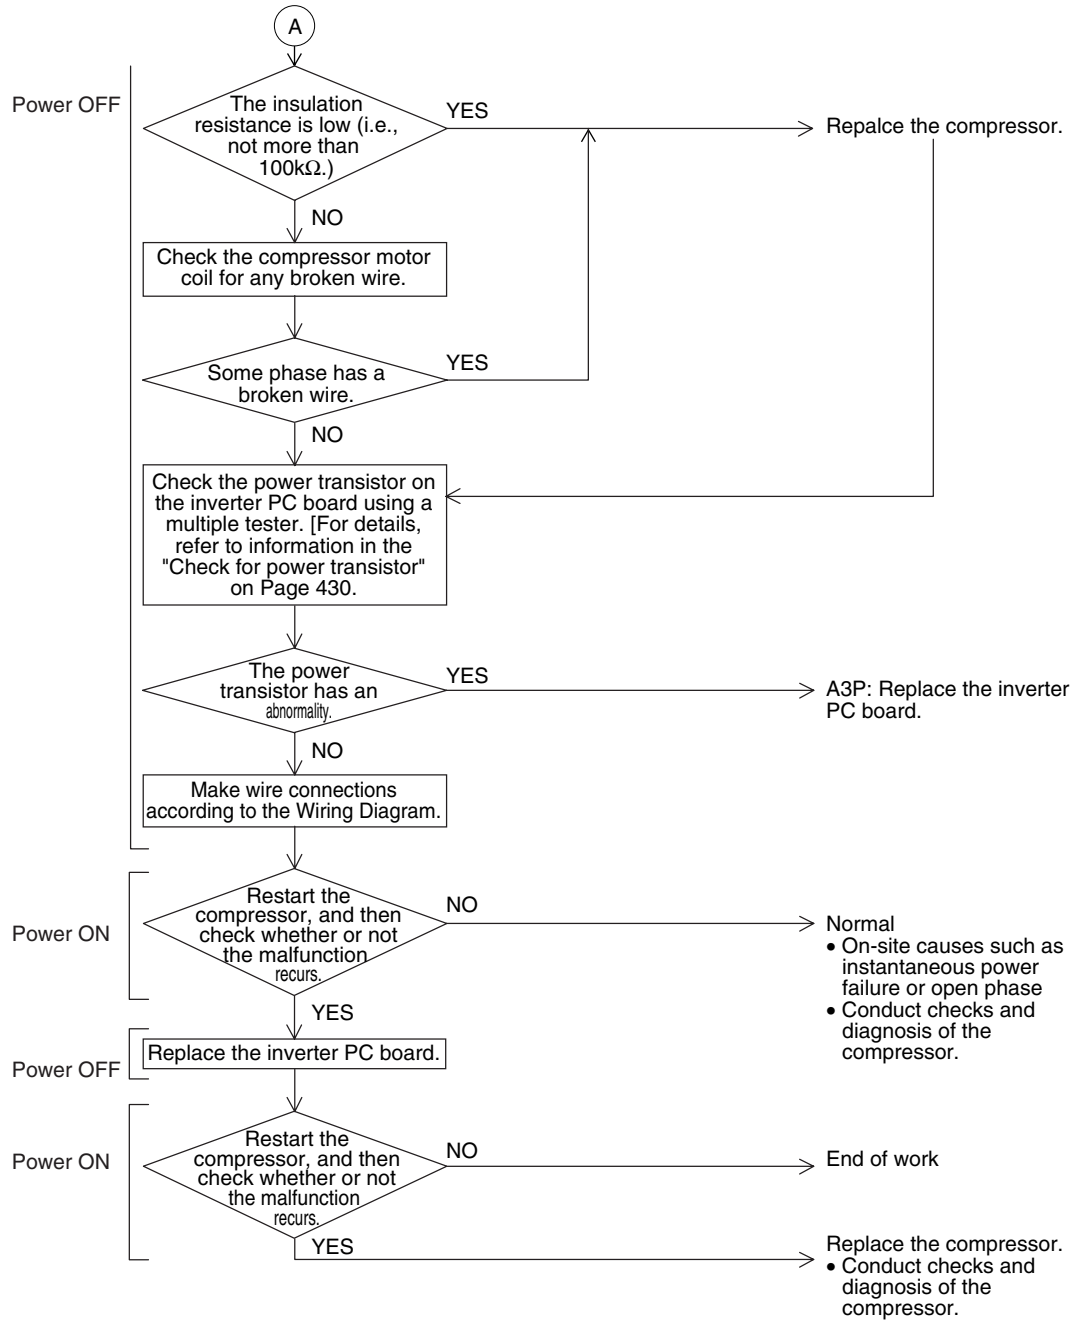 A
Power OFF
The insulation
resistance is low (i.e.,
not more than
100kΩ.)
YES
Repalce the compressor.
NO
Check the compressor motor
coil for any broken wire.
Some phase has a
broken wire.
YES
NO
Check the power transistor on
the inverter PC board using a
multiple tester. [For details,
refer to information in the
"Check for power transistor"
on Page 430.
The power
transistor has an
abnormality.
YES
A3P: Replace the inverter
PC board.
NO
Make wire connections
according to the Wiring Diagram.
Power ON
Restart the
compressor, and then
check whether or not
the malfunction
recurs.
NO
Normal
• On-site causes such as
instantaneous power
failure or open phase
• Conduct checks and
diagnosis of the
compressor.
YES
Power OFF
Replace the inverter PC board.
Power ON
Restart the
compressor, and then
check whether or not
the malfunction
recurs.
NO
End of work
YES
Replace the compressor.
• Conduct checks and
diagnosis of the
compressor.